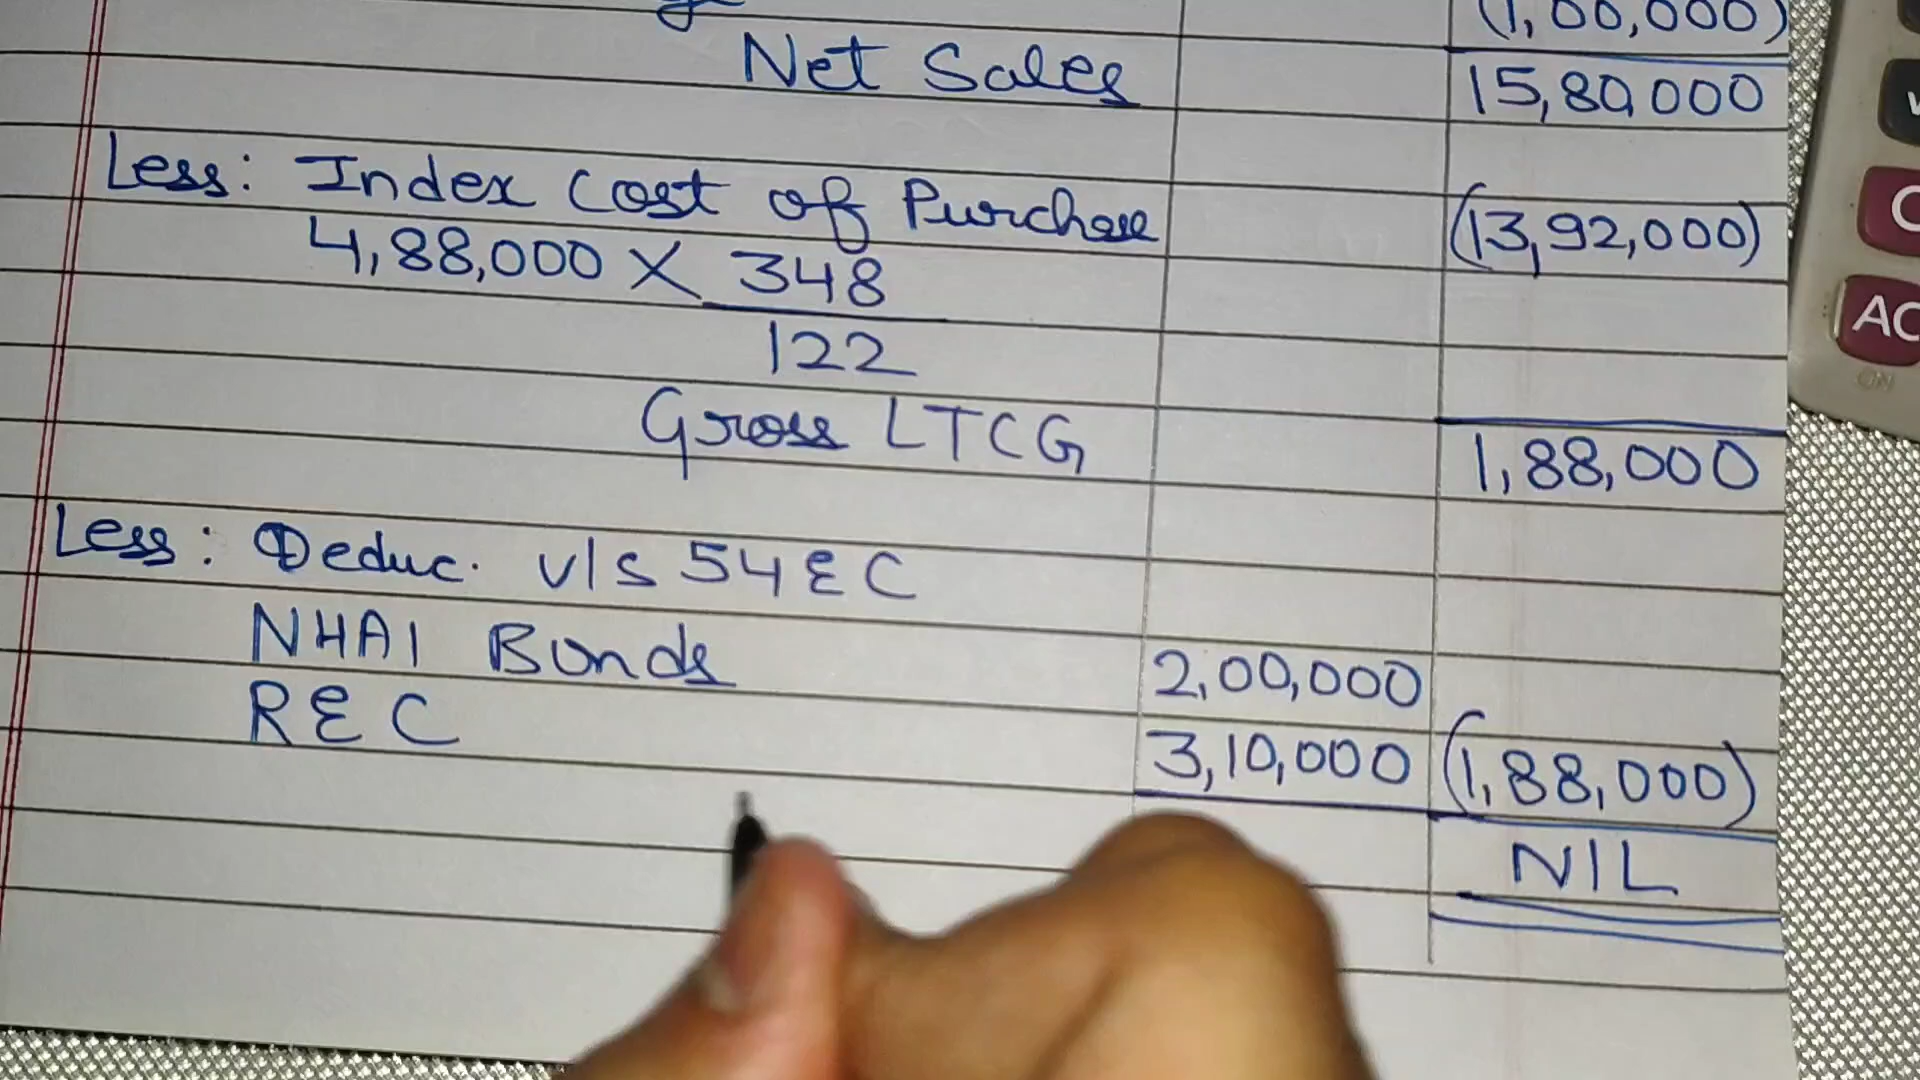 (1,00,000)
Net Sales 15,80,000
Less: Index Cost of Purchase (13,92,000)
4,88,000 X 348
122
Gross LTCG 1,88,000
Less: Deduc. v/s 54EC
NHAI Bonds 2,00,000
REC 3,10,000 (1,88,000)
NIL
AC
ON